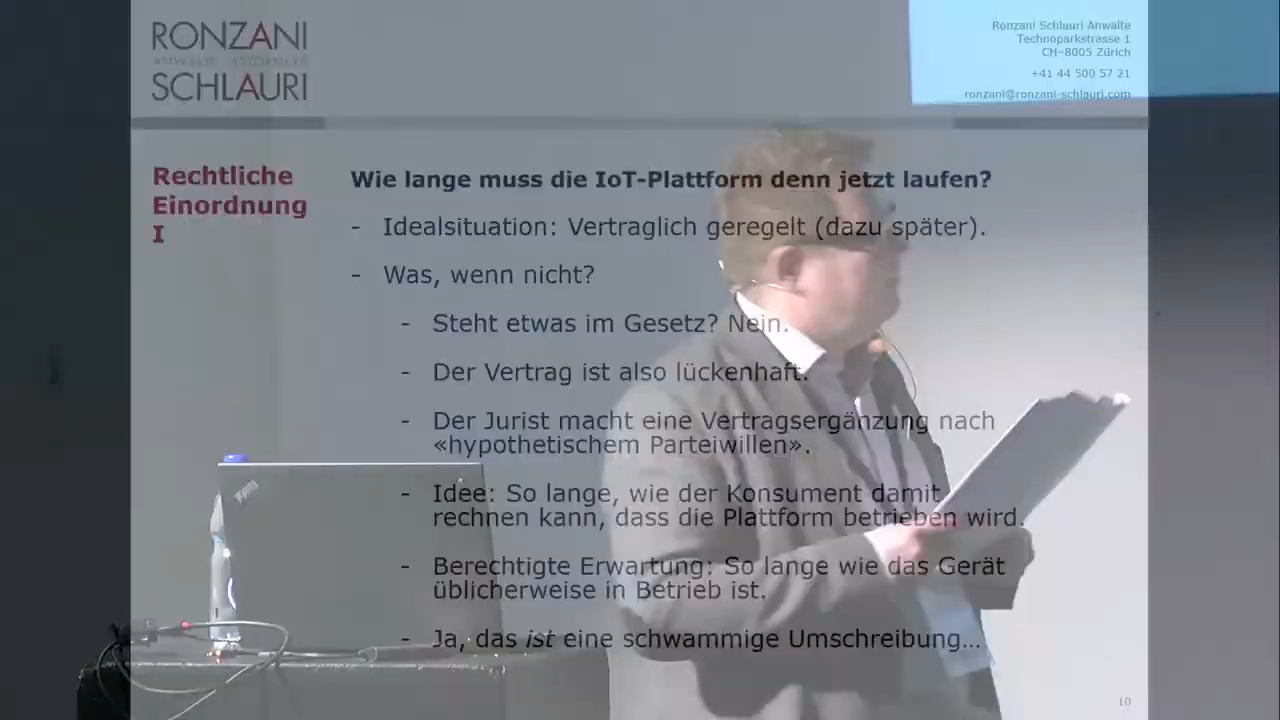 RONZANI
ANWÄLTE ATTORNEYS
SCHLAURI
Ronzani Schlauri Anwälte
Technoparkstrasse 1
CH-8005 Zürich
+41 44 500 57 21
ronzani@ronzani-schlauri.com
Rechtliche
Einordnung
I
Wie lange muss die IoT-Plattform denn jetzt laufen?
- Idealsituation: Vertraglich geregelt (dazu später).
- Was, wenn nicht?
- Steht etwas im Gesetz? Nein.
- Der Vertrag ist also lückenhaft.
- Der Jurist macht eine Vertragsergänzung nach
«hypothetischem Parteiwillen».
- Idee: So lange, wie der Konsument damit
rechnen kann, dass die Plattform betrieben wird.
- Berechtigte Erwartung: So lange wie das Gerät
üblicherweise in Betrieb ist.
- Ja, das ist eine schwammige Umschreibung…
10